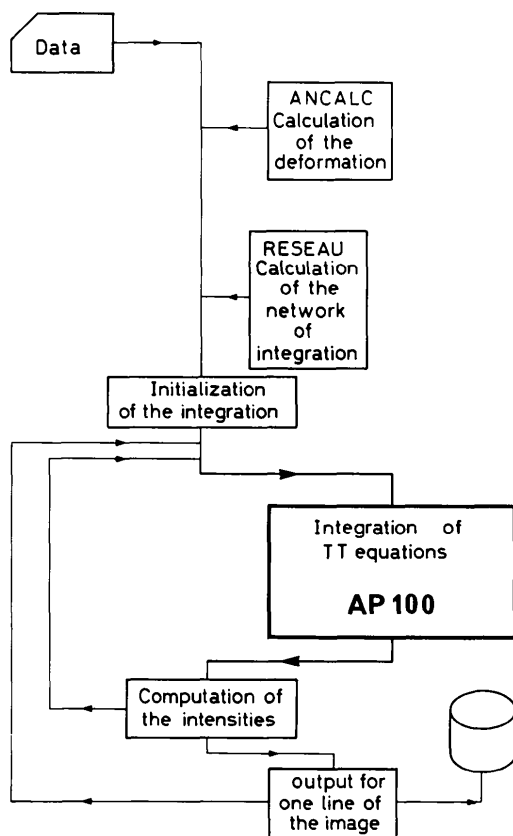 Data
ANCALC
Calculation
of the
deformation
RESEAU
Calculation
of the
network
of
integration
Initialization
of the integration
Integration of
TT equations
AP 100
Computation of
the intensities
output for
one line of
the image